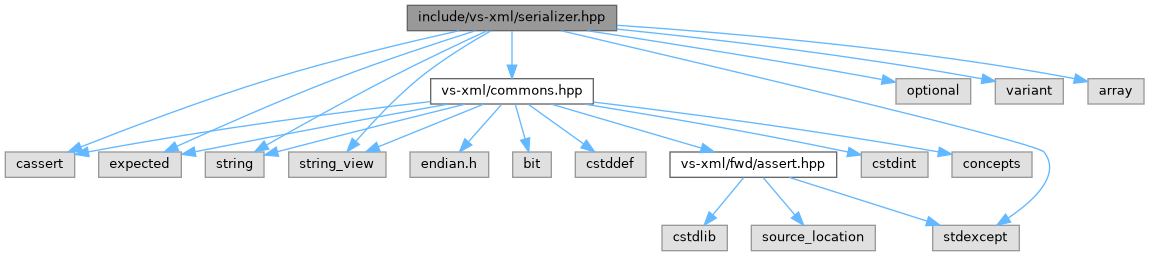 include/vs-xml/serializer.hpp
vs-xml/commons.hpp
optional
variant
array
cassert
expected
string
string_view
endian.h
bit
cstddef
vs-xml/fwd/assert.hpp
cstdint
concepts
cstdlib
source_location
stdexcept